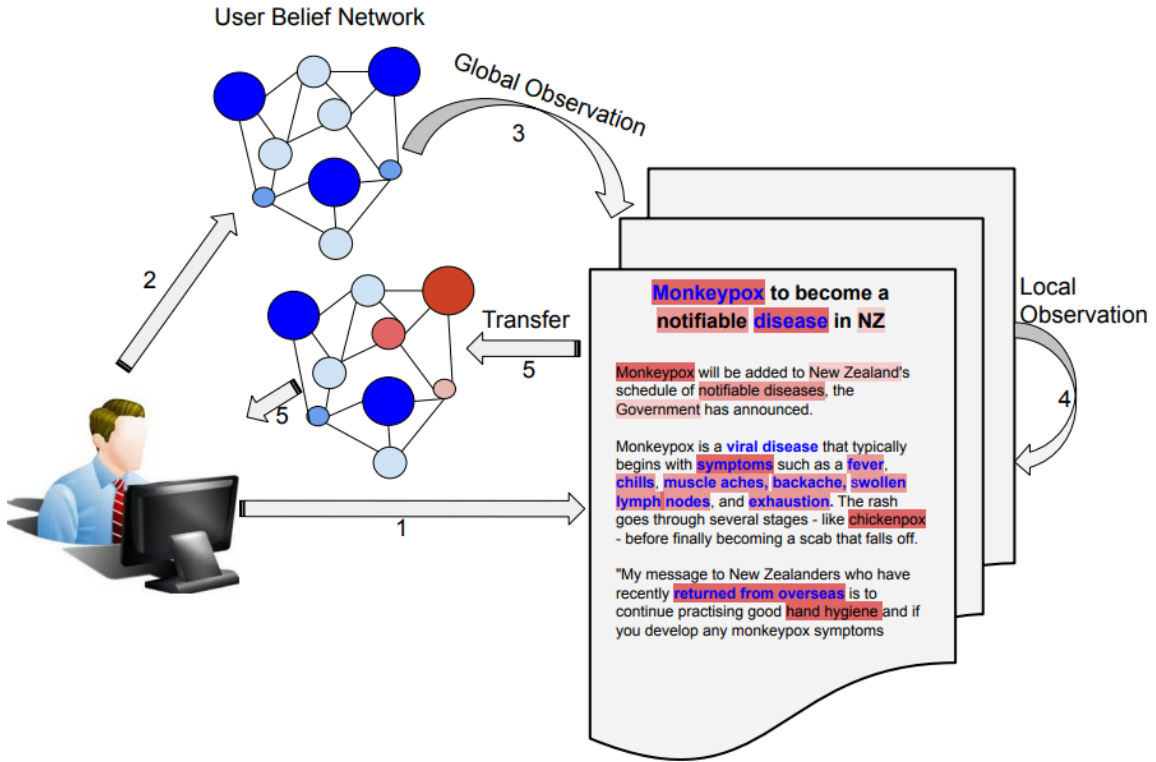 User Belief Network
Global Observation
3
2
Local
Observation
4
Transfer
5
5
1
Monkeypox to become a
notifiable disease in NZ
Monkeypox will be added to New Zealand's
schedule of notifiable diseases, the
Government has announced.
Monkeypox is a viral disease that typically
begins with symptoms such as a fever,
chills, muscle aches, backache, swollen
lymph nodes, and exhaustion. The rash
goes through several stages - like chickenpox
- before finally becoming a scab that falls off.
"My message to New Zealanders who have
recently returned from overseas is to
continue practising good hand hygiene and if
you develop any monkeypox symptoms